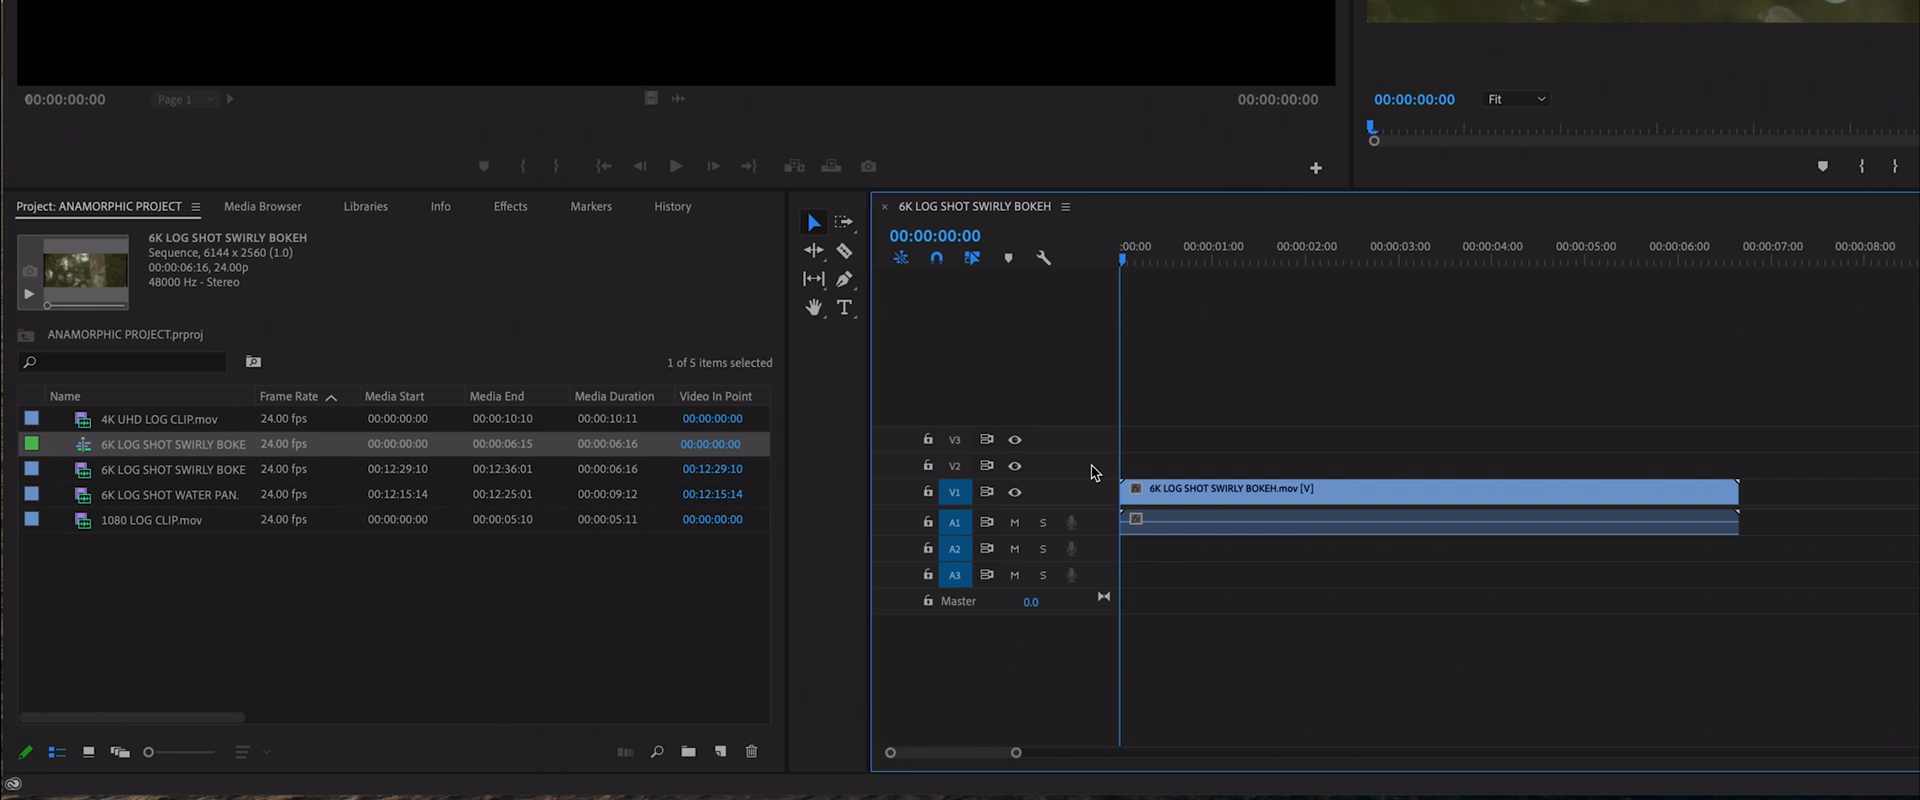 00:00:00:00 Page 1 00:00:00:00
00:00:00:00 Fit
Project: ANAMORPHIC PROJECT Media Browser Libraries Info Effects Markers History
6K LOG SHOT SWIRLY BOKEH
Sequence, 6144 x 2560 (1.0)
00:00:06:16, 24.00p
48000 Hz - Stereo
ANAMORPHIC PROJECT.prproj
1 of 5 items selected
Name Frame Rate Media Start Media End Media Duration Video In Point
4K UHD LOG CLIP.mov 24.00 fps 00:00:00:00 00:00:10:10 00:00:10:11 00:00:00:00
6K LOG SHOT SWIRLY BOKE 24.00 fps 00:00:00:00 00:00:06:15 00:00:06:16 00:00:00:00
6K LOG SHOT SWIRLY BOKE 24.00 fps 00:12:29:10 00:12:36:01 00:00:06:16 00:12:29:10
6K LOG SHOT WATER PAN. 24.00 fps 00:12:15:14 00:12:25:01 00:00:09:12 00:12:15:14
1080 LOG CLIP.mov 24.00 fps 00:00:00:00 00:00:05:10 00:00:05:11 00:00:00:00
T
× 6K LOG SHOT SWIRLY BOKEH
00:00:00:00
:00:00 00:00:01:00 00:00:02:00 00:00:03:00 00:00:04:00 00:00:05:00 00:00:06:00 00:00:07:00 00:00:08:00
V3
V2
V1 fx 6K LOG SHOT SWIRLY BOKEH.mov [V]
A1 M S fx
A2 M S
A3 M S
Master 0.0